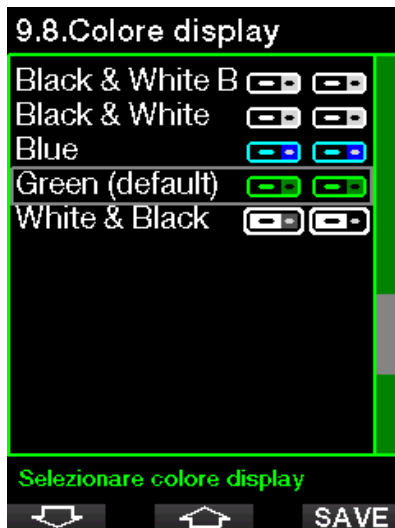 9.8.Colore display
Black & White B
Black & White
Blue
Green (default)
White & Black
Selezionare colore display
SAVE